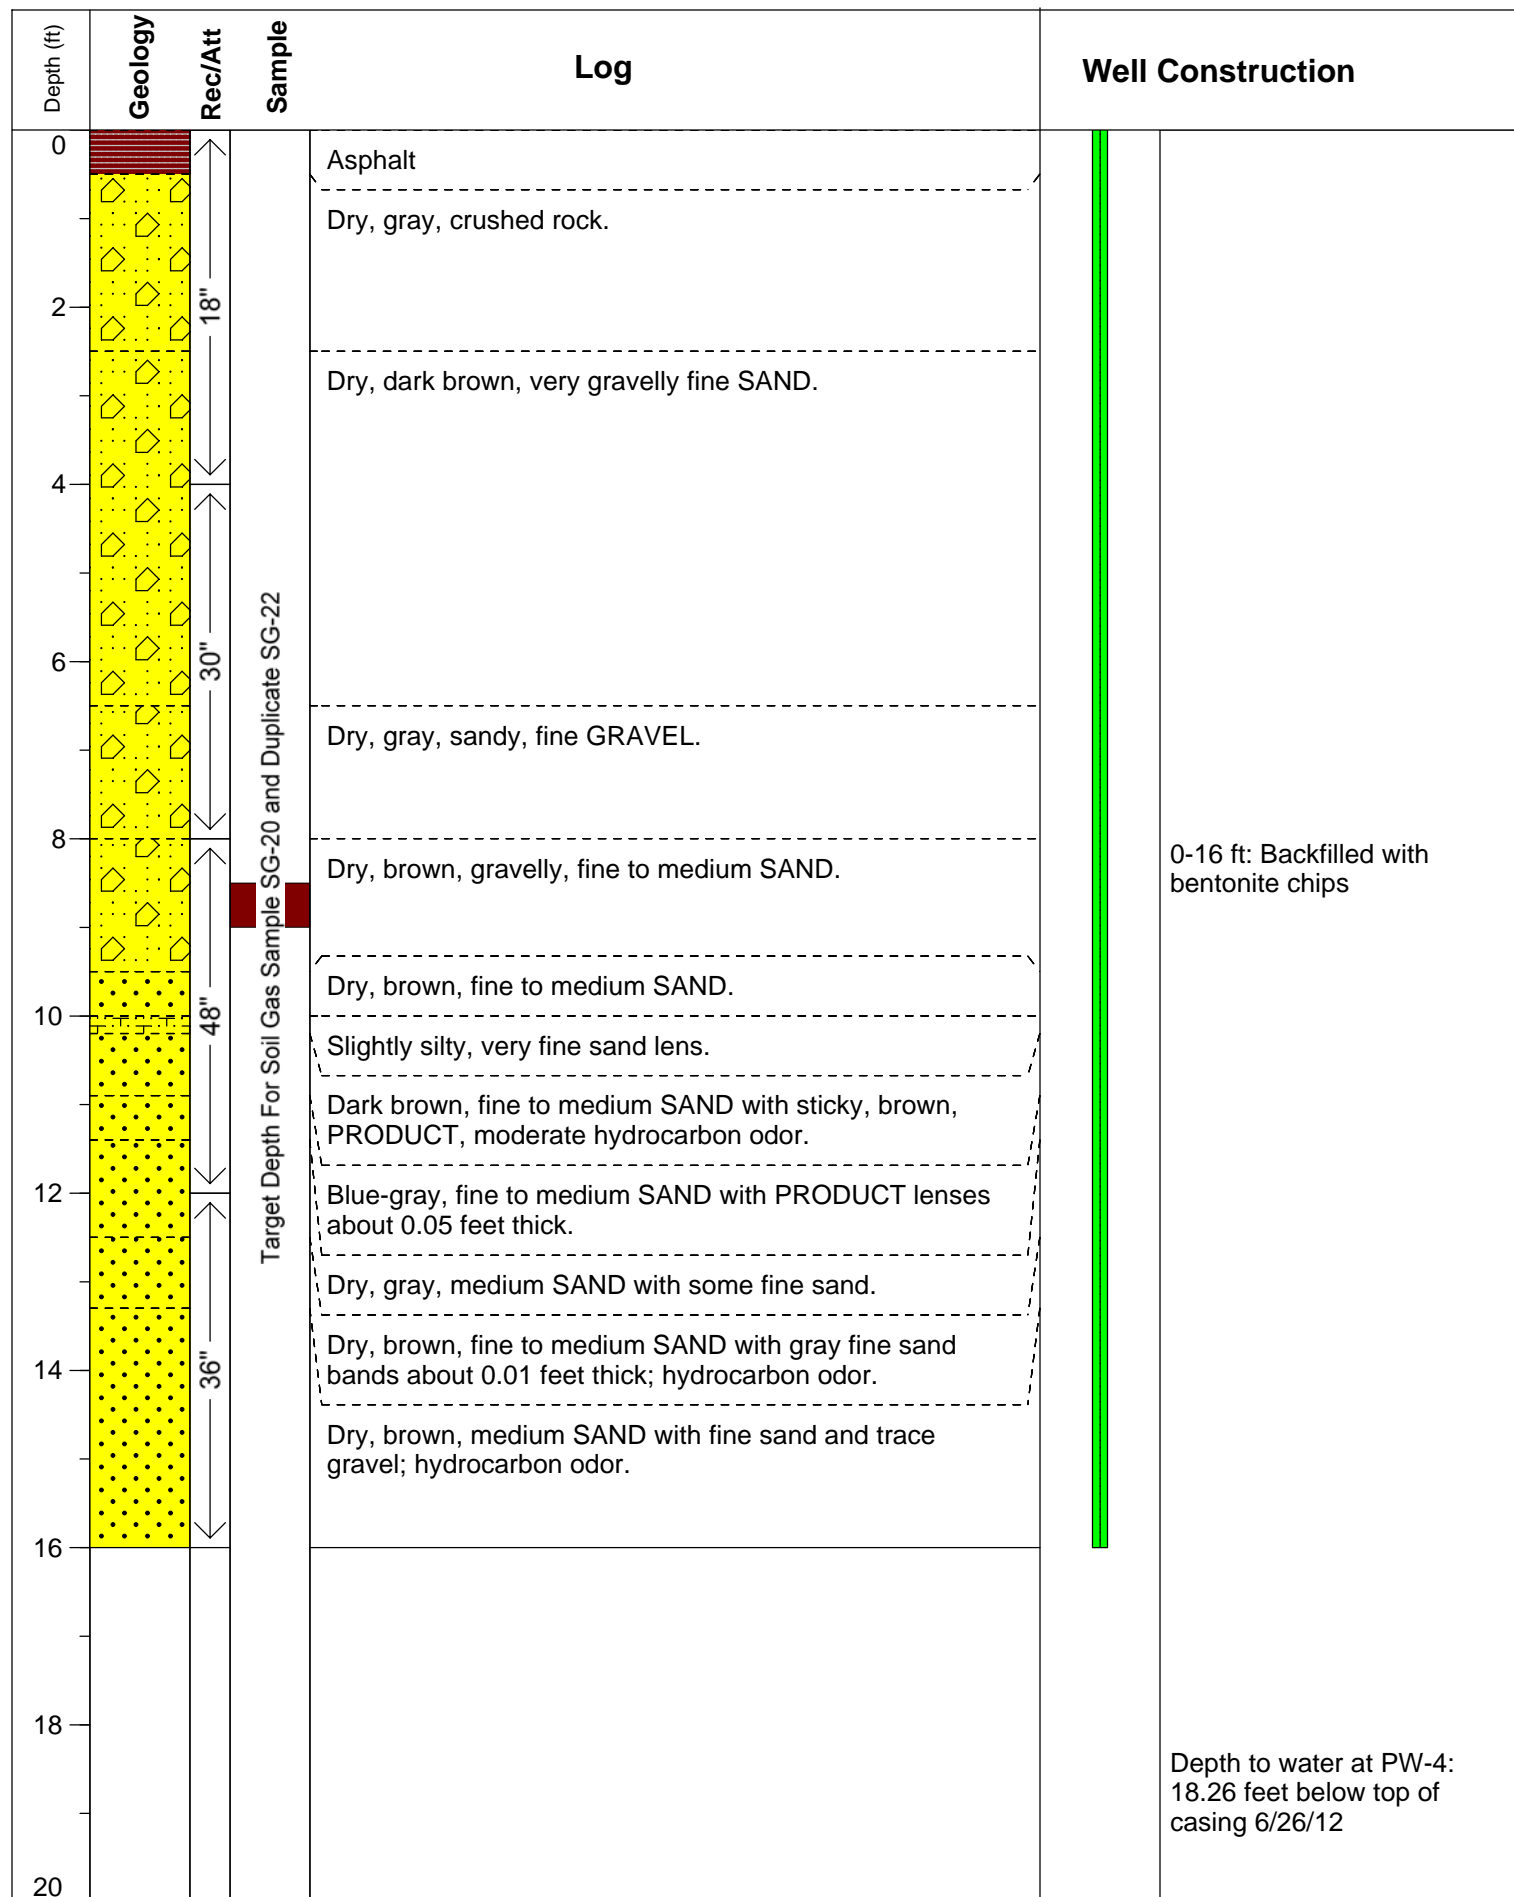 Depth (ft)
Geology
Rec/Att
Sample
Log
Well Construction
0
2
4
6
8
10
12
14
16
18
20
18"
30"
48"
36"
Target Depth For Soil Gas Sample SG-20 and Duplicate SG-22
Asphalt
Dry, gray, crushed rock.
Dry, dark brown, very gravelly fine SAND.
Dry, gray, sandy, fine GRAVEL.
Dry, brown, gravelly, fine to medium SAND.
Dry, brown, fine to medium SAND.
Slightly silty, very fine sand lens.
Dark brown, fine to medium SAND with sticky, brown,
PRODUCT, moderate hydrocarbon odor.
Blue-gray, fine to medium SAND with PRODUCT lenses
about 0.05 feet thick.
Dry, gray, medium SAND with some fine sand.
Dry, brown, fine to medium SAND with gray fine sand
bands about 0.01 feet thick; hydrocarbon odor.
Dry, brown, medium SAND with fine sand and trace
gravel; hydrocarbon odor.
0-16 ft: Backfilled with
bentonite chips
Depth to water at PW-4:
18.26 feet below top of
casing 6/26/12